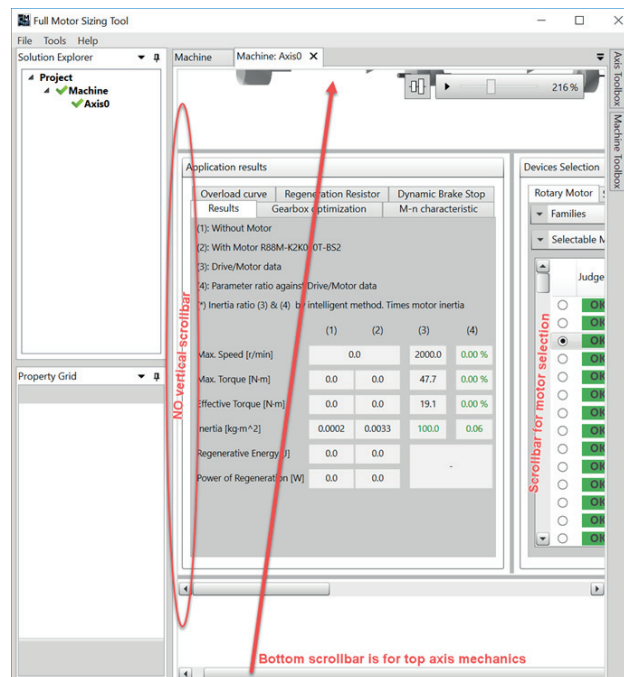 Full Motor Sizing Tool
File Tools Help
Solution Explorer
Project
Machine
Axis0
Property Grid
Machine
Machine: Axis0
216 %
Axis Toolbox
Machine Toolbox
NO vertical scrollbar
Application results
Overload curve Regeneration Resistor Dynamic Brake Stop
Results Gearbox optimization M-n characteristic
(1): Without Motor
(2): With Motor
(3): Drive/Motor data
(4): Parameter ratio against Drive/Motor data
(*) Inertia ratio (3) & (4) by intelligent method. Times motor inertia
(1) (2) (3) (4)
Max. Speed [r/min] 0.0 2000.0 0.00 %
Max. Torque [N·m] 0.0 0.0 47.7 0.00 %
Effective Torque [N·m] 0.0 0.0 19.1 0.00 %
Inertia [kg·m^2] 0.0002 0.0033 100.0 0.06
Regenerative Energy [J] 0.0 0.0 -
Power of Regeneration [W] 0.0 0.0
Devices Selection
Rotary Motor
Families
Selectable M
Judge
OK
OK
OK
OK
OK
OK
OK
OK
OK
OK
OK
OK
OK
OK
Scrollbar for motor selection
Bottom scrollbar is for top axis mechanics